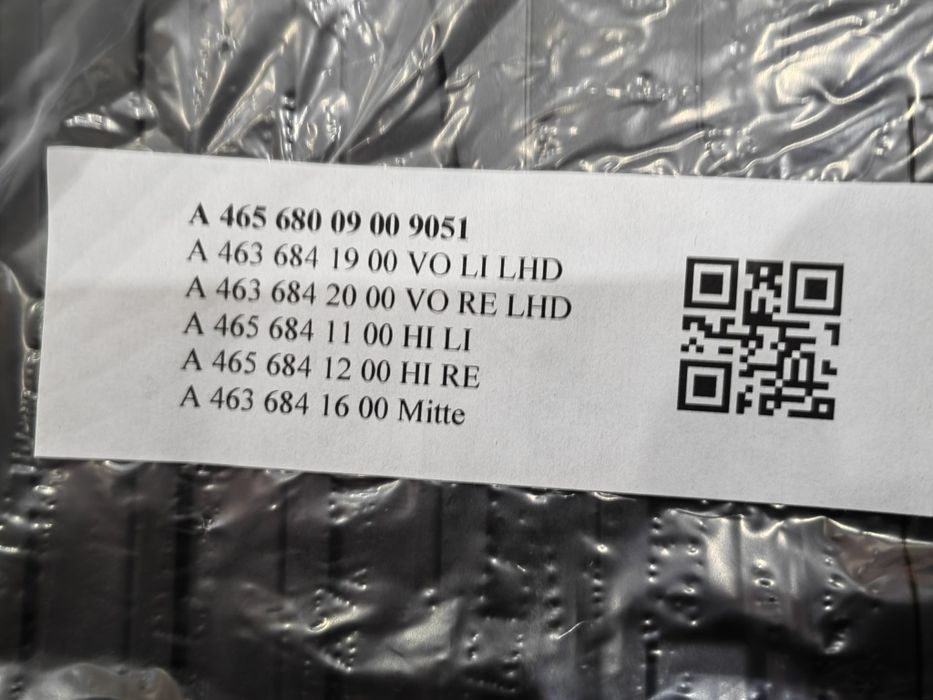 A 465 680 09 00 9051
A 463 684 19 00 VO LI LHD
A 463 684 20 00 VO RE LHD
A 465 684 11 00 HI LI
A 465 684 12 00 HI RE
A 463 684 16 00 Mitte